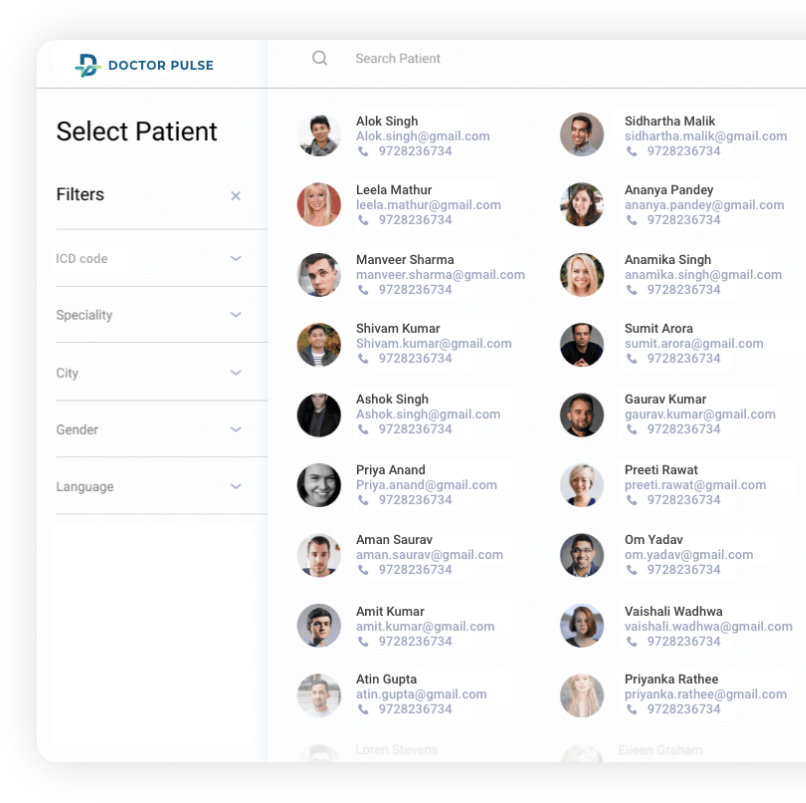 DOCTOR PULSE
Search Patient
Select Patient
Filters
ICD code
Speciality
City
Gender
Language
Alok Singh
Alok.singh@gmail.com
9728236734
Sidhartha Malik
sidhartha.malik@gmail.com
9728236734
Leela Mathur
leela.mathur@gmail.com
9728236734
Ananya Pandey
ananya.pandey@gmail.com
9728236734
Manveer Sharma
manveer.sharma@gmail.com
9728236734
Anamika Singh
anamika.singh@gmail.com
9728236734
Shivam Kumar
Shivam.kumar@gmail.com
9728236734
Sumit Arora
sumit.arora@gmail.com
9728236734
Ashok Singh
Ashok.singh@gmail.com
9728236734
Gaurav Kumar
gaurav.kumar@gmail.com
9728236734
Priya Anand
Priya.anand@gmail.com
9728236734
Preeti Rawat
preeti.rawat@gmail.com
9728236734
Aman Saurav
aman.saurav@gmail.com
9728236734
Om Yadav
om.yadav@gmail.com
9728236734
Amit Kumar
amit.kumar@gmail.com
9728236734
Vaishali Wadhwa
vaishali.wadhwa@gmail.com
9728236734
Atin Gupta
atin.gupta@gmail.com
9728236734
Priyanka Rathee
priyanka.rathee@gmail.com
9728236734
Loren Stevens
Eileen Graham